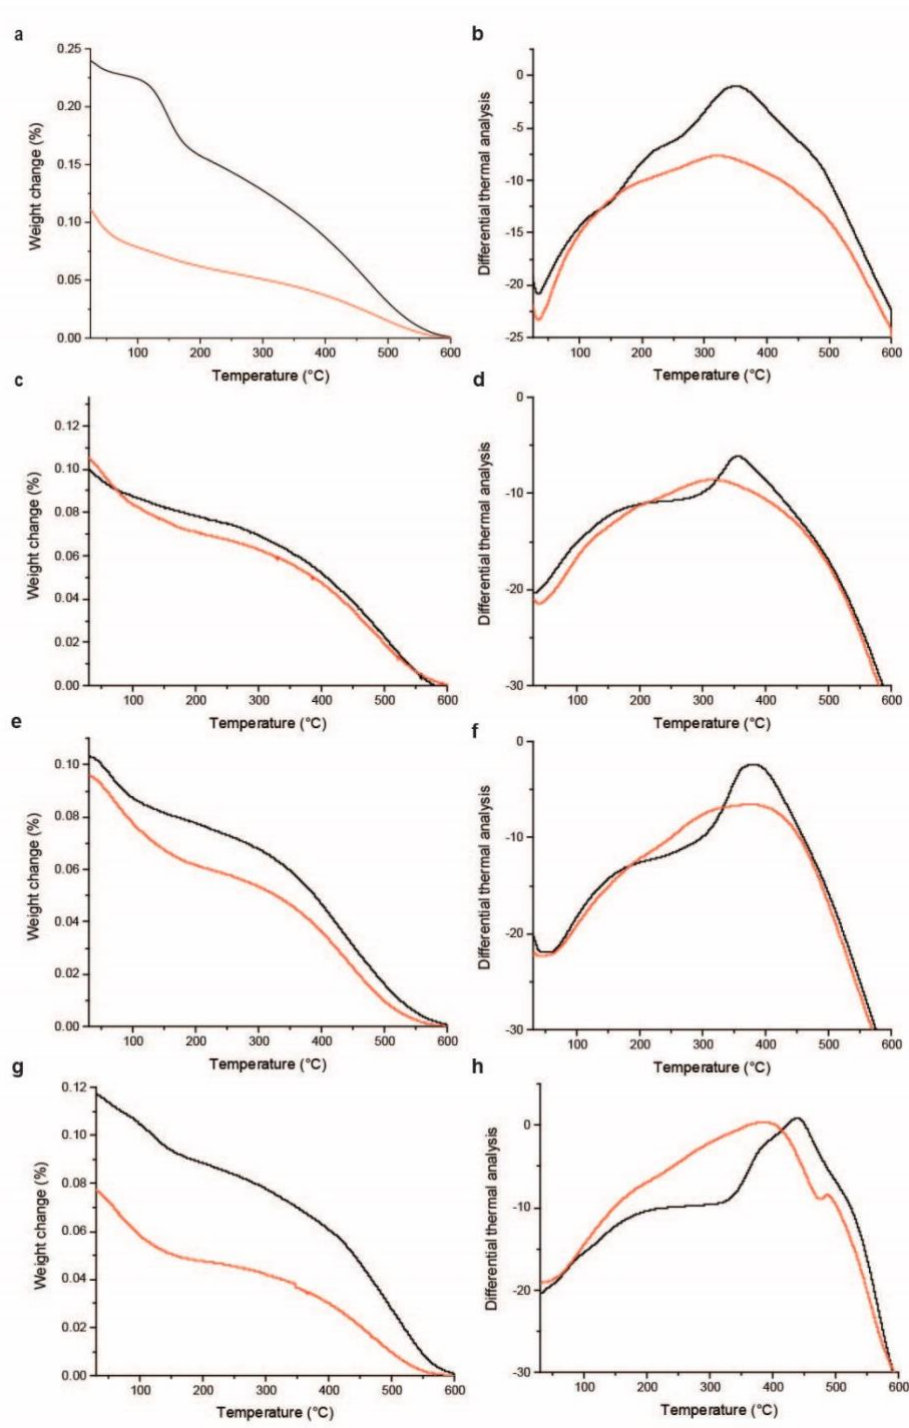 a
0.25
0.20
0.15
0.10
0.05
0.00
Weight change (%)
100 200 300 400 500 600
Temperature (°C)
b
0
-5
-10
-15
-20
-25
Differential thermal analysis
100 200 300 400 500 600
Temperature (°C)
c
0.12
0.10
0.08
0.06
0.04
0.02
0.00
Weight change (%)
100 200 300 400 500 600
Temperature (°C)
d
0
-10
-20
-30
Differential thermal analysis
100 200 300 400 500 600
Temperature (°C)
e
0.10
0.08
0.06
0.04
0.02
0.00
Weight change (%)
100 200 300 400 500 600
Temperature (°C)
f
0
-10
-20
-30
Differential thermal analysis
100 200 300 400 500 600
Temperature (°C)
g
0.12
0.10
0.08
0.06
0.04
0.02
0.00
Weight change (%)
100 200 300 400 500 600
Temperature (°C)
h
0
-10
-20
-30
Differential thermal analysis
100 200 300 400 500 600
Temperature (°C)